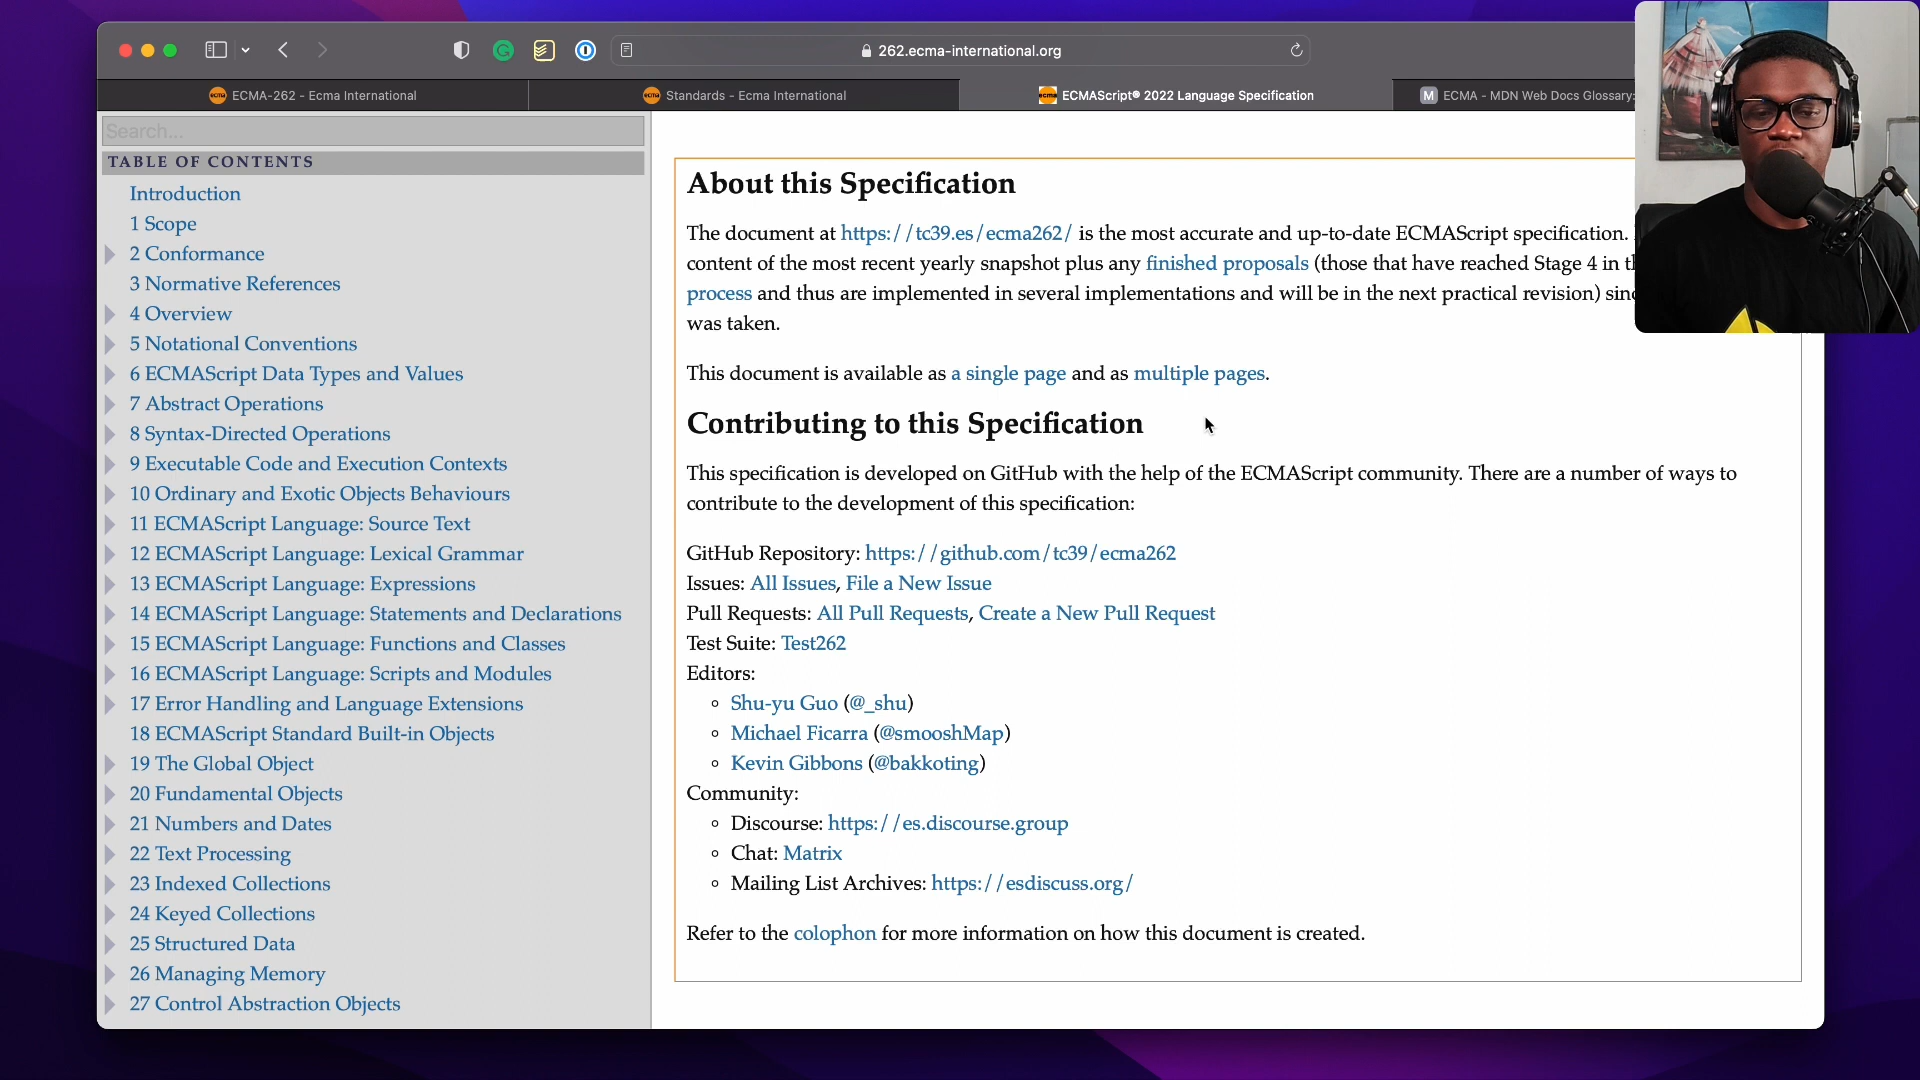 262.ecma-international.org
ECMA-262 - Ecma International
Standards - Ecma International
ECMAScript® 2022 Language Specification
M ECMA - MDN Web Docs Glossary:
Search...
TABLE OF CONTENTS
Introduction
1 Scope
2 Conformance
3 Normative References
4 Overview
5 Notational Conventions
6 ECMAScript Data Types and Values
7 Abstract Operations
8 Syntax-Directed Operations
9 Executable Code and Execution Contexts
10 Ordinary and Exotic Objects Behaviours
11 ECMAScript Language: Source Text
12 ECMAScript Language: Lexical Grammar
13 ECMAScript Language: Expressions
14 ECMAScript Language: Statements and Declarations
15 ECMAScript Language: Functions and Classes
16 ECMAScript Language: Scripts and Modules
17 Error Handling and Language Extensions
18 ECMAScript Standard Built-in Objects
19 The Global Object
20 Fundamental Objects
21 Numbers and Dates
22 Text Processing
23 Indexed Collections
24 Keyed Collections
25 Structured Data
26 Managing Memory
27 Control Abstraction Objects
About this Specification
The document at https://tc39.es/ecma262/ is the most accurate and up-to-date ECMAScript specification.
content of the most recent yearly snapshot plus any finished proposals (those that have reached Stage 4 in
process and thus are implemented in several implementations and will be in the next practical revision)
was taken.
This document is available as a single page and as multiple pages.
Contributing to this Specification
This specification is developed on GitHub with the help of the ECMAScript community. There are a number of ways to
contribute to the development of this specification:
GitHub Repository: https://github.com/tc39/ecma262
Issues: All Issues, File a New Issue
Pull Requests: All Pull Requests, Create a New Pull Request
Test Suite: Test262
Editors:
Shu-yu Guo (@_shu)
Michael Ficarra (@smooshMap)
Kevin Gibbons (@bakkoting)
Community:
Discourse: https://es.discourse.group
Chat: Matrix
Mailing List Archives: https://esdiscuss.org/
Refer to the colophon for more information on how this document is created.